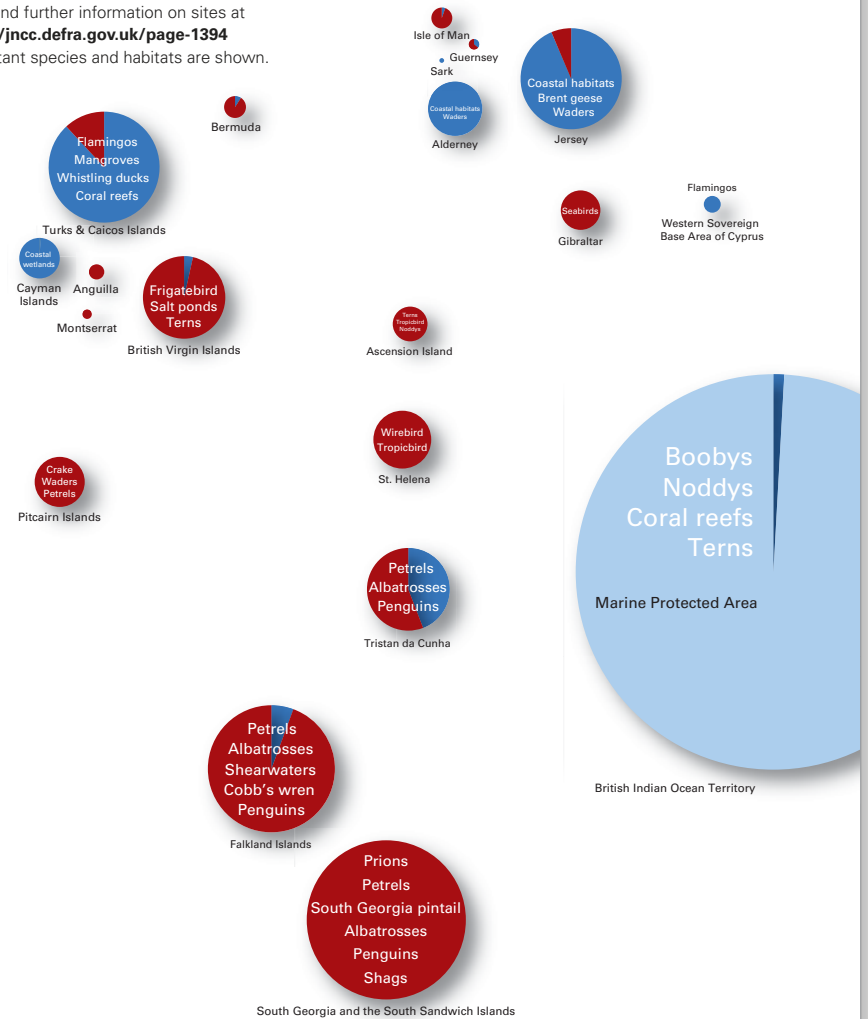 nd further information on sites at
/jncc.defra.gov.uk/page-1394
tant species and habitats are shown.
Isle of Man
Guernsey
Sark
Coastal habitats
Waders
Alderney
Coastal habitats
Brent geese
Waders
Jersey
Bermuda
Flamingos
Mangroves
Whistling ducks
Coral reefs
Turks & Caicos Islands
Seabirds
Gibraltar
Flamingos
Western Sovereign
Base Area of Cyprus
Coastal
wetlands
Cayman
Islands
Anguilla
Montserrat
Frigatebird
Salt ponds
Terns
British Virgin Islands
Terns
Tropicbird
Noddys
Ascension Island
Wirebird
Tropicbird
St. Helena
Crake
Waders
Petrels
Pitcairn Islands
Boobys
Noddys
Coral reefs
Terns
Marine Protected Area
British Indian Ocean Territory
Petrels
Albatrosses
Penguins
Tristan da Cunha
Petrels
Albatrosses
Shearwaters
Cobb's wren
Penguins
Falkland Islands
Prions
Petrels
South Georgia pintail
Albatrosses
Penguins
Shags
South Georgia and the South Sandwich Islands